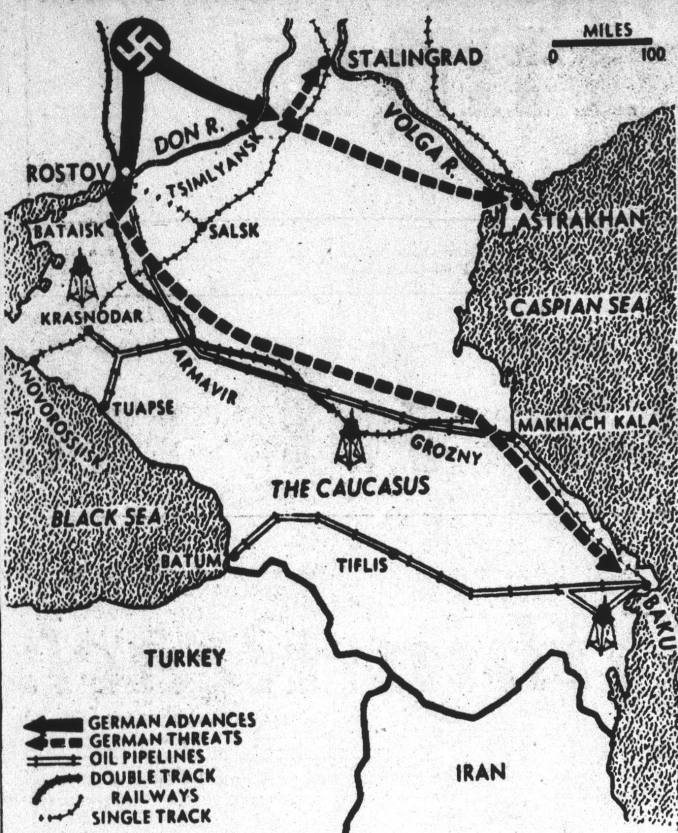 MILES
0 100
STALINGRAD
DON R.
VOLGA R.
ROSTOV
TSIMLYANSK
ASTRAKHAN
BATAISK
SALSK
CASPIAN SEA
KRASNODAR
ARMAVIR
NOVOROSSISK
TUAPSE
MAKHACH KALA
GROZNY
THE CAUCASUS
BLACK SEA
BATUM
TIFLIS
BAKU
TURKEY
GERMAN ADVANCES
GERMAN THREATS
OIL PIPELINES
DOUBLE TRACK
RAILWAYS
SINGLE TRACK
IRAN